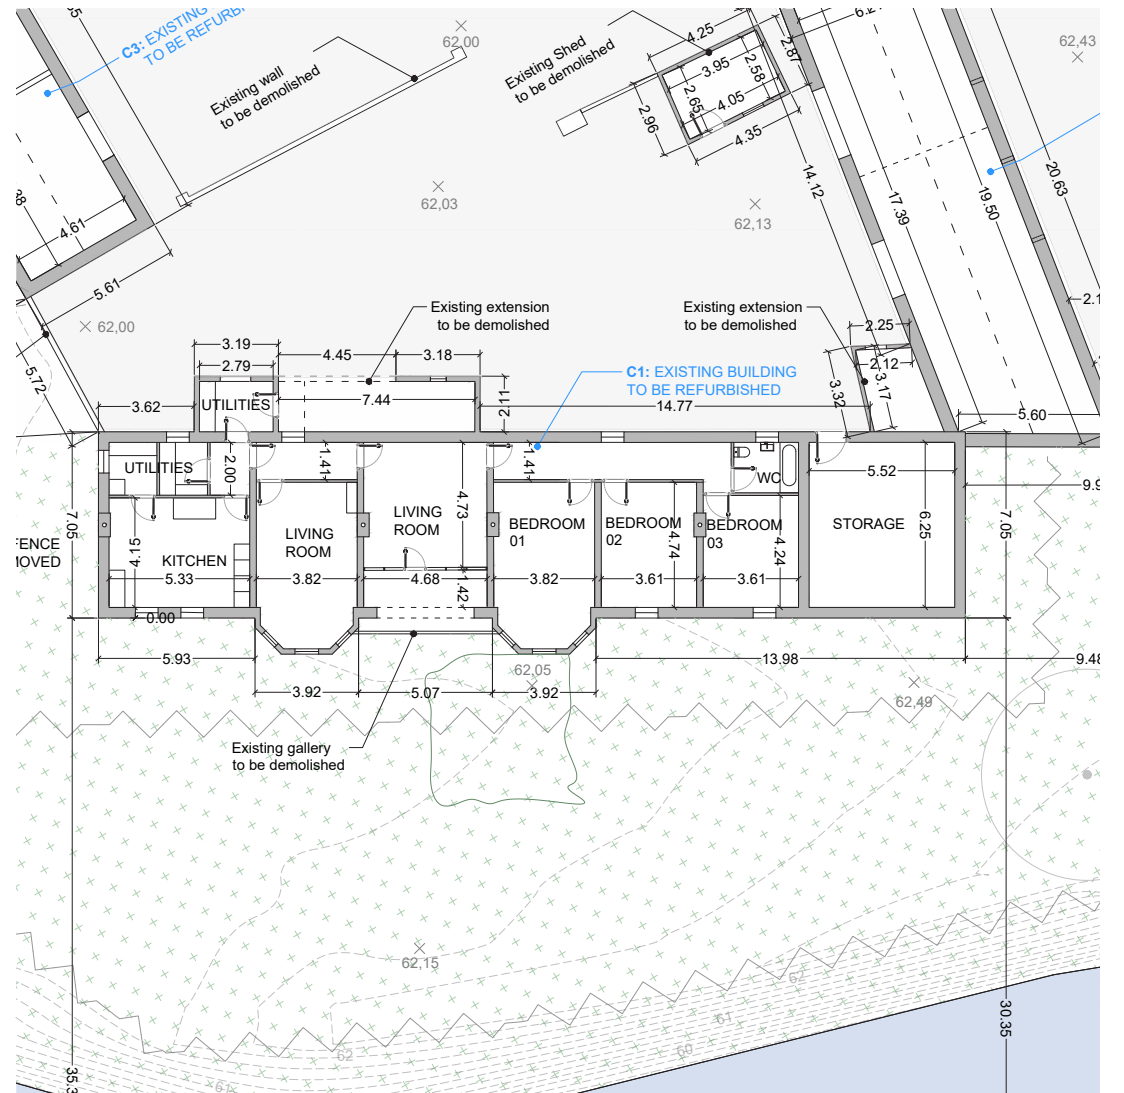 C3: EXISTING
TO BE REFURBI
62,00
Existing wall
to be demolished
Existing Shed
to be demolished
4.25
2.87
3.95
2.58
2.65
4.05
2.96
4.35
6.2
62,43
14.12
17.39
19.50
20.63
62,03
62,13
4.61
5.61
62,00
5.72
Existing extension
to be demolished
Existing extension
to be demolished
2.25
2.12
3.17
3.32
2.1
3.19
2.79
4.45
3.18
7.44
2.11
3.62
C1: EXISTING BUILDING
TO BE REFURBISHED
14.77
5.60
UTILITIES
UTILITIES
2.00
1.41
1.41
WC
5.52
9.9
7.05
FENCE
MOVED
4.15
KITCHEN
5.33
LIVING
ROOM
3.82
LIVING
ROOM
4.73
4.68
1.42
BEDROOM
01
3.82
BEDROOM
02
4.74
3.61
BEDROOM
03
4.24
3.61
STORAGE
6.25
7.05
0.00
5.93
3.92
5.07
3.92
13.98
9.48
62,05
62,49
Existing gallery
to be demolished
62,15
62
61
60
62
61
30.35
35.3